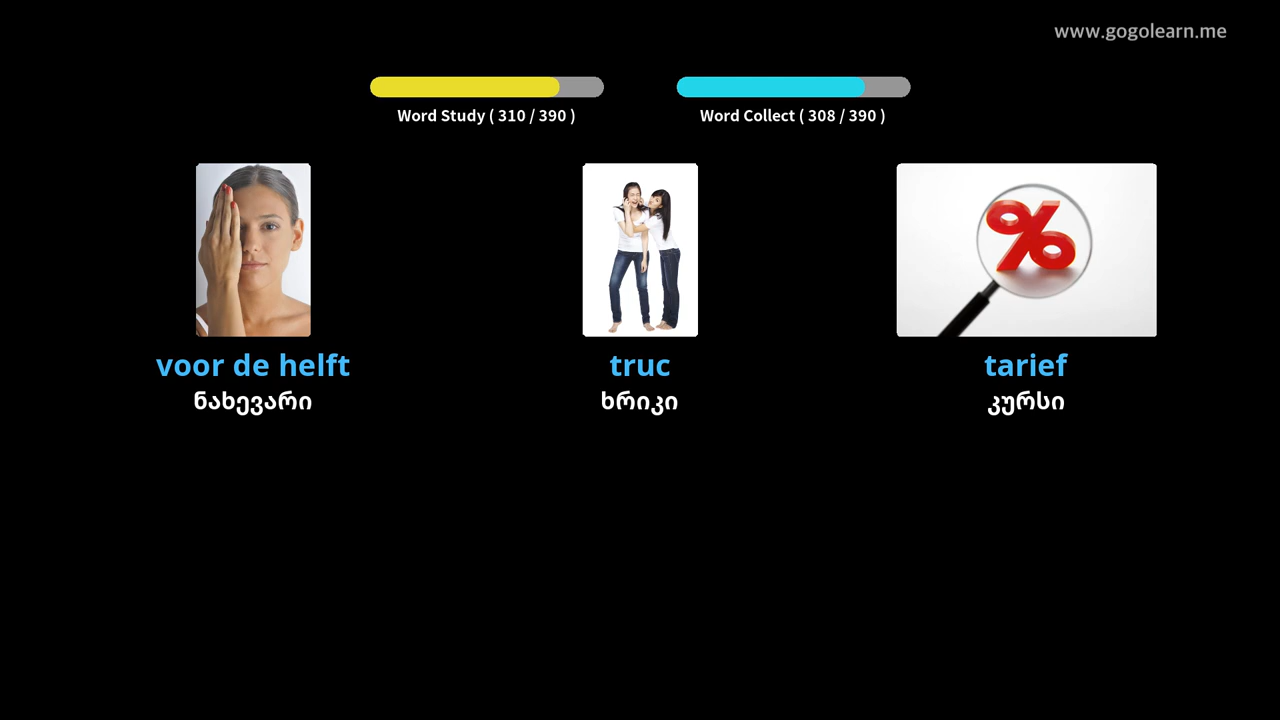 www.gogolearn.me
Word Study ( 310 / 390 )
Word Collect ( 308 / 390 )
%
voor de helft
truc
tarief
ნახევარი
ხრიკი
კურსი